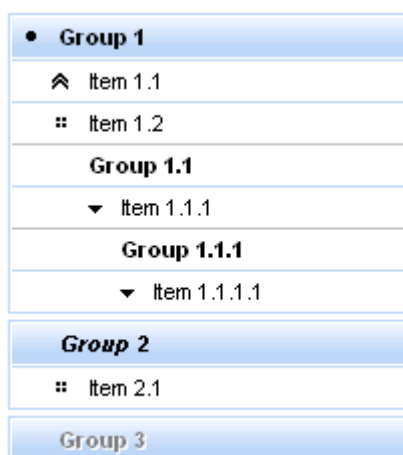 Group 1
Item 1.1
Item 1.2
Group 1.1
Item 1.1.1
Group 1.1.1
Item 1.1.1.1
Group 2
Item 2.1
Group 3